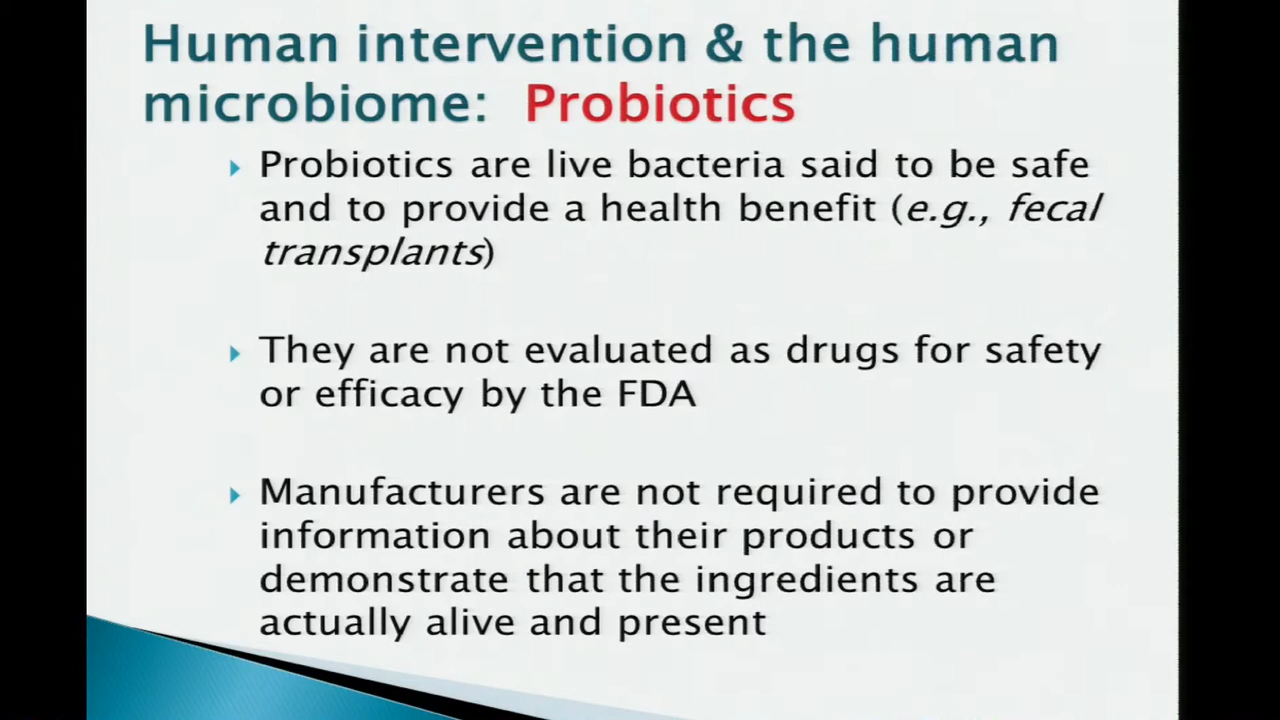 Human intervention & the human
microbiome: Probiotics
Probiotics are live bacteria said to be safe
and to provide a health benefit (e.g., fecal
transplants)
They are not evaluated as drugs for safety
or efficacy by the FDA
Manufacturers are not required to provide
information about their products or
demonstrate that the ingredients are
actually alive and present